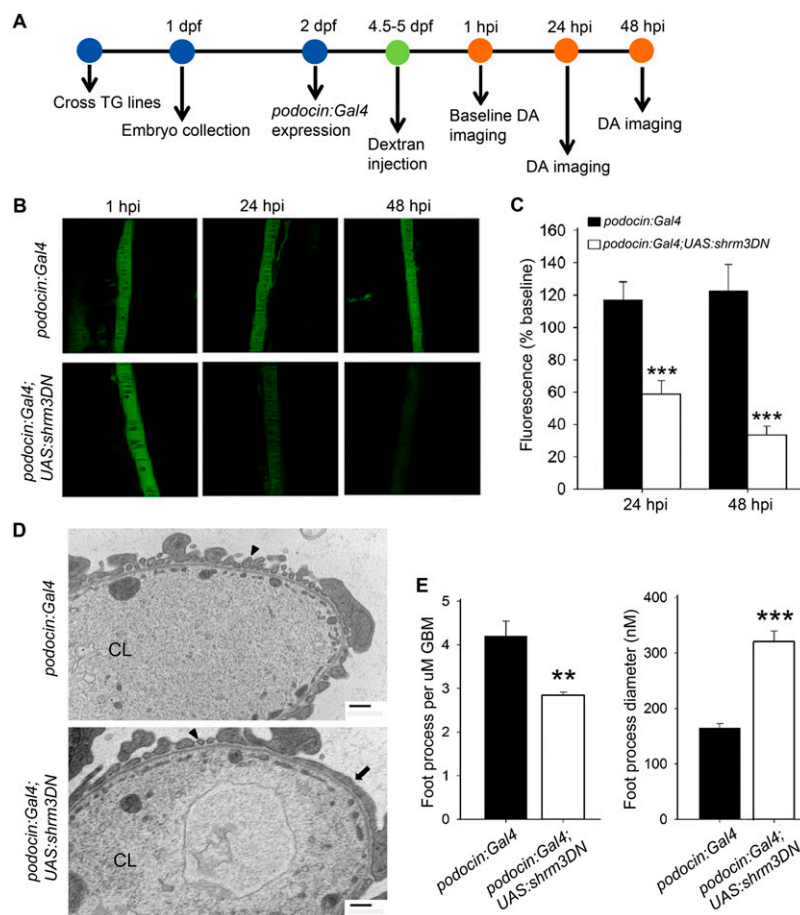 A
1 dpf
2 dpf
4.5-5 dpf
1 hpi
24 hpi
48 hpi
Cross TG lines
Embryo collection
podocin:Gal4
expression
Dextran
injection
Baseline DA
imaging
DA imaging
DA imaging
B
1 hpi
24 hpi
48 hpi
podocin:Gal4
podocin:Gal4;
UAS:shrm3DN
C
podocin:Gal4
podocin:Gal4;UAS:shrm3DN
Fluorescence (% baseline)
160
140
120
100
80
60
40
20
0
***
***
24 hpi
48 hpi
D
podocin:Gal4
CL
podocin:Gal4;
UAS:shrm3DN
CL
E
Foot process per uM GBM
5
4
3
2
1
0
**
podocin:Gal4
podocin:Gal4;
UAS:shrm3DN
Foot process diameter (nM)
400
300
200
150
0
***
podocin:Gal4
podocin:Gal4;
UAS:shrm3DN